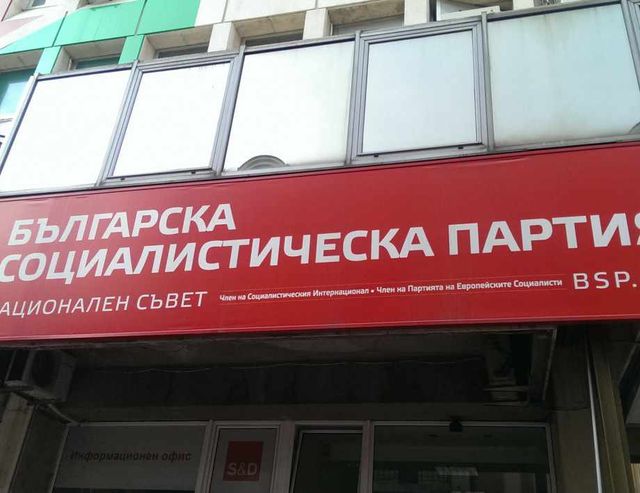 БЪЛГАРСКА
СОЦИАЛИСТИЧЕСКА ПАРТИЯ
АЦИОНАЛЕН СЪВЕТ Член на Социалистическия Интернационал • Член на Партията на Европейските Социалисти BSP.
Информационен офис
S&D